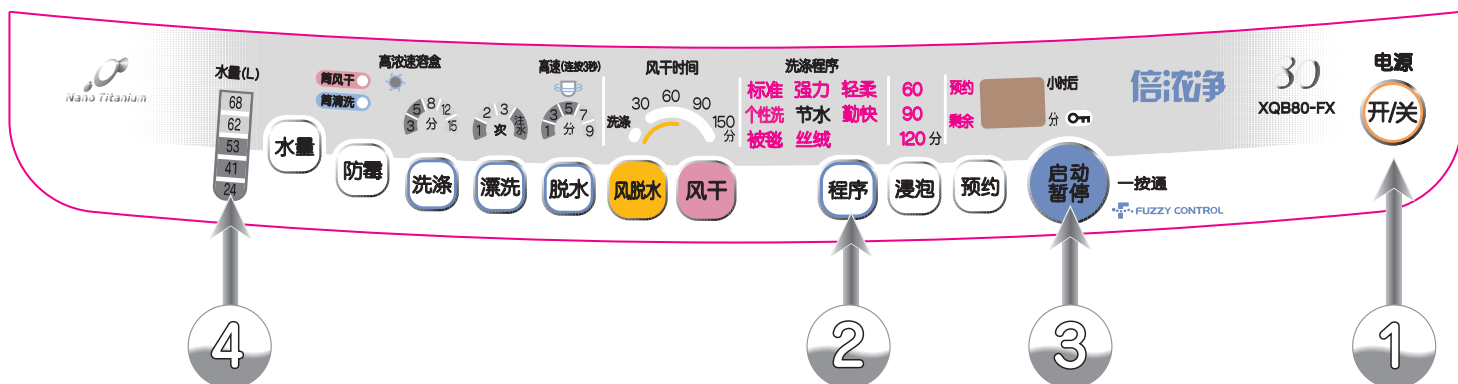 Nano Titanium
水量(L)
68
62
53
41
24
水量
筒风干
筒清洗
防霉
高浓速溶盒
3 5 8 12 15
分
洗涤
1 2 3 注水
次
漂洗
高速(连按3秒)
1 3 5 7 9
分
脱水
风干时间
洗涤 30 60 90 150
分
风脱水
风干
洗涤程序
标准 强力 轻柔 60
个性洗 节水 勤快 90
被毯 丝绒 120 分
程序
浸泡
预约
预约
剩余
小时后
分
启动
暂停
一按通
FUZZY CONTROL
倍浓净
30
XQB80-FX
电源
开/关
4
2
3
1